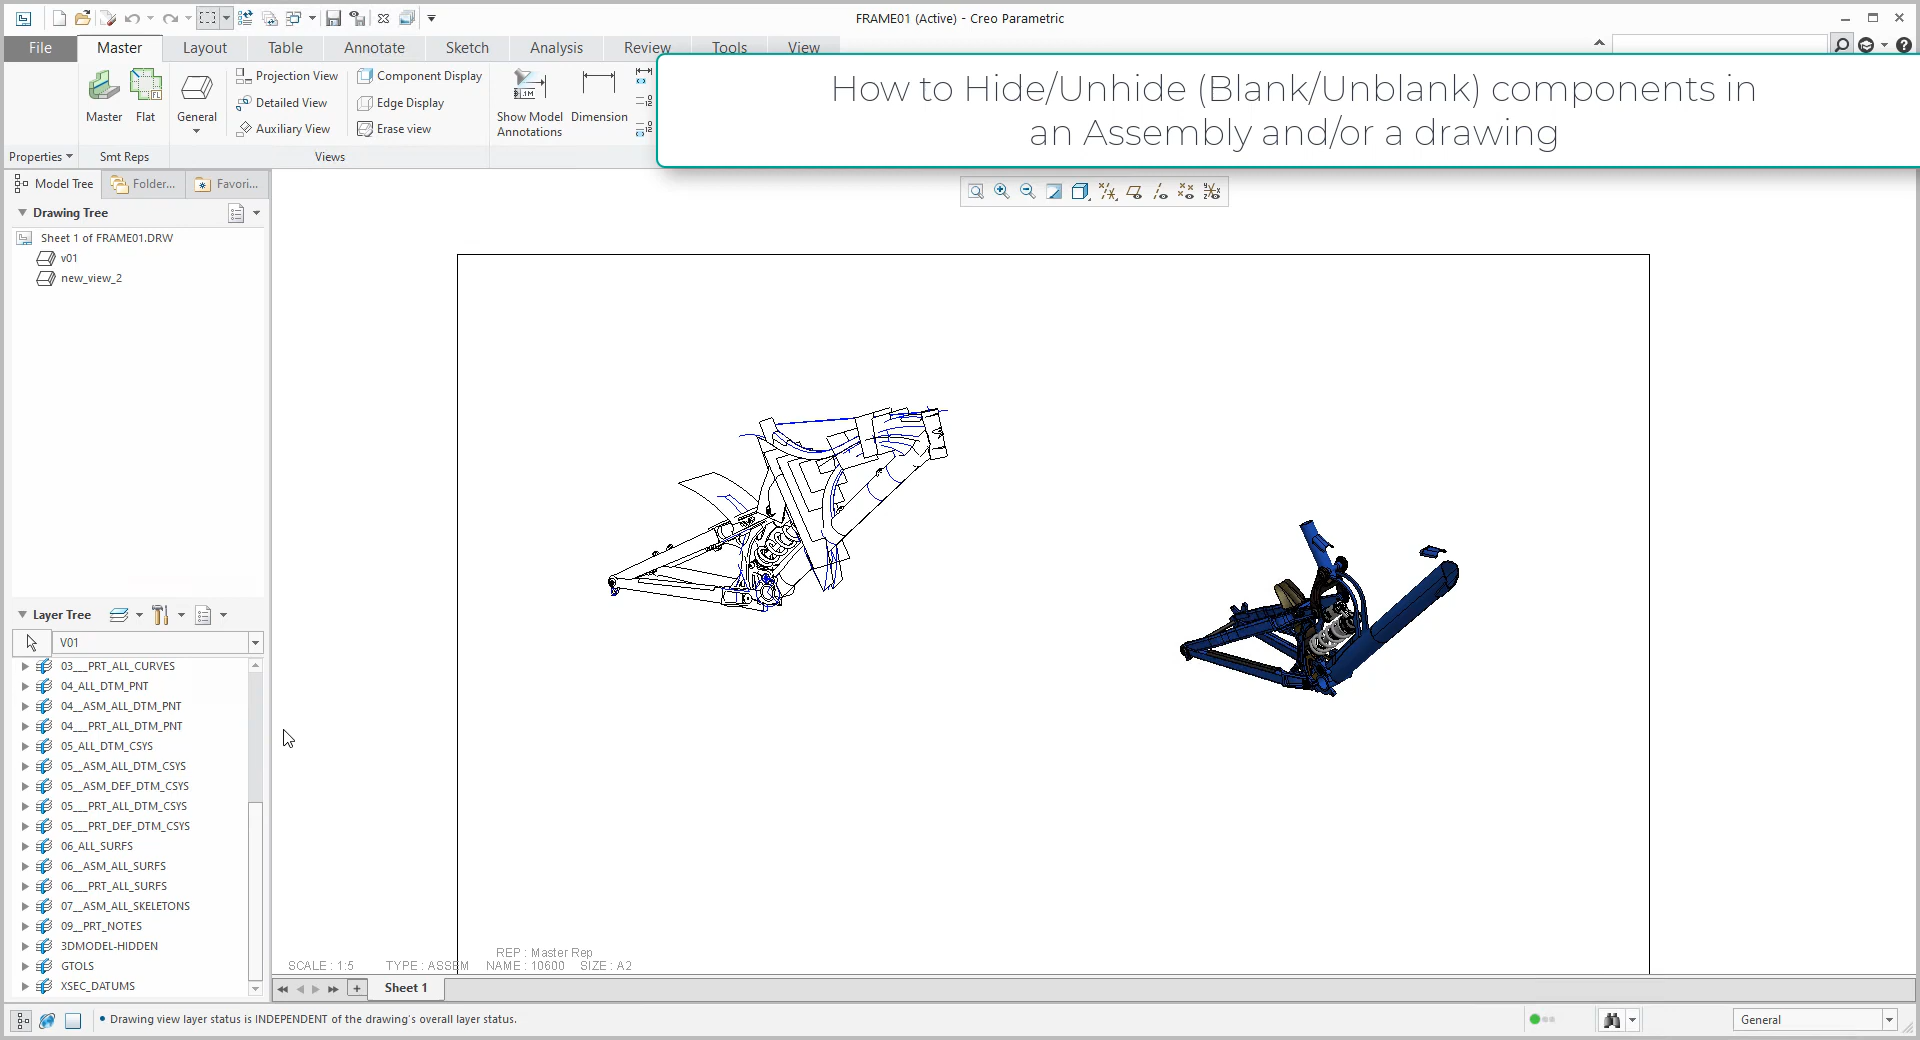 FRAME01 (Active) - Creo Parametric
File
Master
Layout
Table
Annotate
Sketch
Analysis
Review
Tools
View
How to Hide/Unhide (Blank/Unblank) components in
an Assembly and/or a drawing
Master
Flat
General
Projection View
Detailed View
Auxiliary View
Component Display
Edge Display
Erase view
Show Model
Annotations
Dimension
Properties
Smt Reps
Views
Model Tree
Folder...
Favori...
Drawing Tree
Sheet 1 of FRAME01.DRW
v01
new_view_2
Layer Tree
V01
03___PRT_ALL_CURVES
04_ALL_DTM_PNT
04__ASM_ALL_DTM_PNT
04___PRT_ALL_DTM_PNT
05_ALL_DTM_CSYS
05__ASM_ALL_DTM_CSYS
05__ASM_DEF_DTM_CSYS
05___PRT_ALL_DTM_CSYS
05___PRT_DEF_DTM_CSYS
06_ALL_SURFS
06__ASM_ALL_SURFS
06___PRT_ALL_SURFS
07__ASM_ALL_SKELETONS
09__PRT_NOTES
3DMODEL-HIDDEN
GTOLS
XSEC_DATUMS
REP : Master Rep
SCALE : 1:5 TYPE : ASSEM NAME : 10600 SIZE : A2
Sheet 1
• Drawing view layer status is INDEPENDENT of the drawing's overall layer status.
General